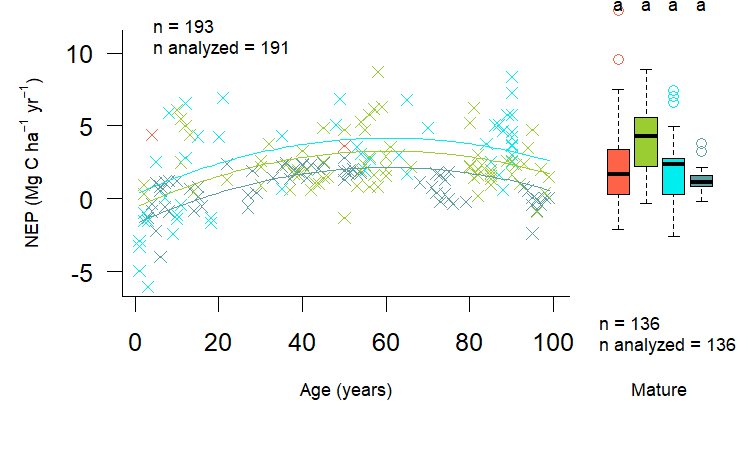 a a a a
n = 193
n analyzed = 191
10
5
0
-5
NEP (Mg C ha⁻¹ yr⁻¹)
0 20 40 60 80 100
Age (years)
n = 136
n analyzed = 136
Mature